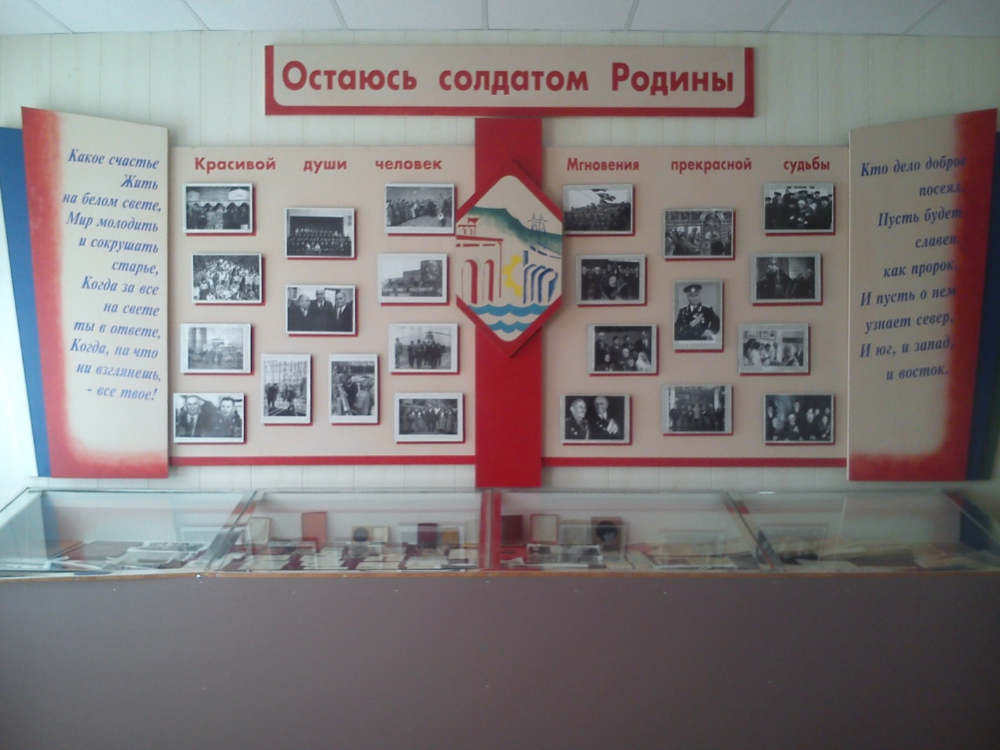 Остаюсь солдатом Родины
Какое счастье
Жить
на белом свете,
Мир молодить
и сокрушать
старье,
Когда за все
на свете
ты в ответе,
Когда, на что
ни взглянешь,
- все твое!
Красивой души человек
Мгновения прекрасной судьбы
Кто дело доброе
посеял,
Пусть будет
славен,
как пророк,
И пусть о нем
узнает север,
И юг, и запад,
и восток.